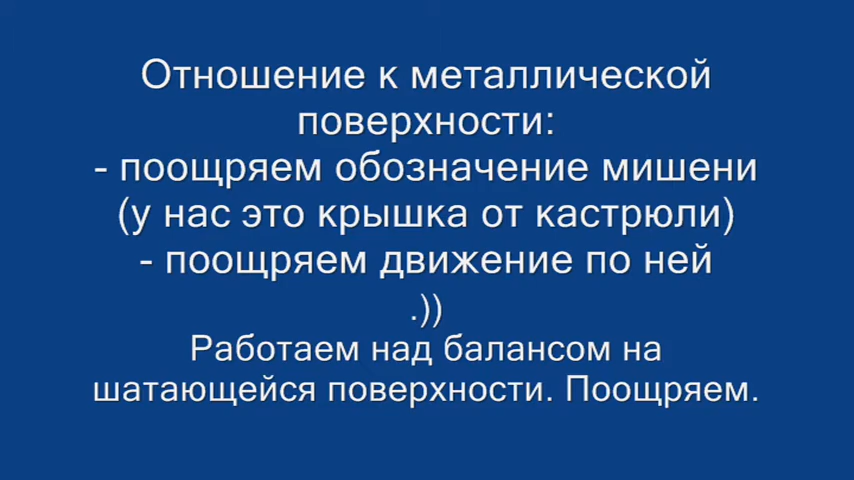 Отношение к металлической
поверхности:
- поощряем обозначение мишени
(у нас это крышка от кастрюли)
- поощряем движение по ней
.))
Работаем над балансом на
шатающейся поверхности. Поощряем.